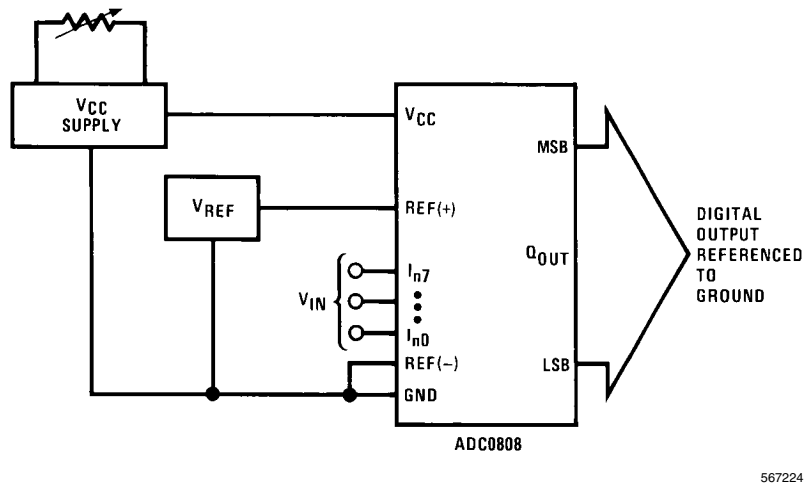 VCC
SUPPLY
VCC
MSB
VREF
REF(+)
DIGITAL
OUTPUT
REFERENCED
TO
GROUND
QOUT
In7
VIN
In0
REF(−)
LSB
GND
ADC0808
567224